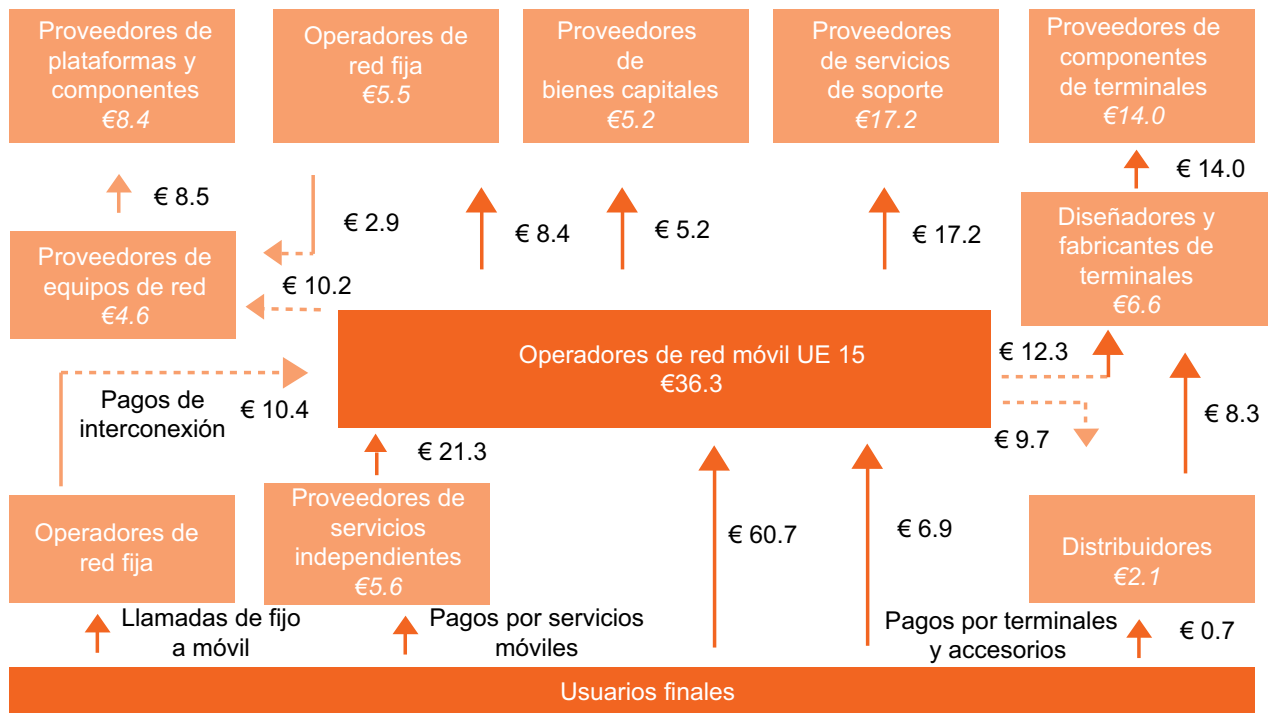 Proveedores de
plataformas y
componentes
€8.4
Operadores de
red fija
€5.5
Proveedores
de
bienes capitales
€5.2
Proveedores
de servicios
de soporte
€17.2
Proveedores de
componentes
de terminales
€14.0
€ 8.5
€ 2.9
€ 8.4
€ 5.2
€ 17.2
€ 14.0
Proveedores de
equipos de red
€4.6
€ 10.2
Diseñadores y
fabricantes de
terminales
€6.6
Operadores de red móvil UE 15
€36.3
€ 12.3
Pagos de
interconexión
€ 10.4
€ 9.7
€ 8.3
€ 21.3
Operadores de
red fija
Proveedores de
servicios
independientes
€5.6
€ 60.7
€ 6.9
Distribuidores
€2.1
Llamadas de fijo
a móvil
Pagos por servicios
móviles
Pagos por terminales
y accesorios
€ 0.7
Usuarios finales